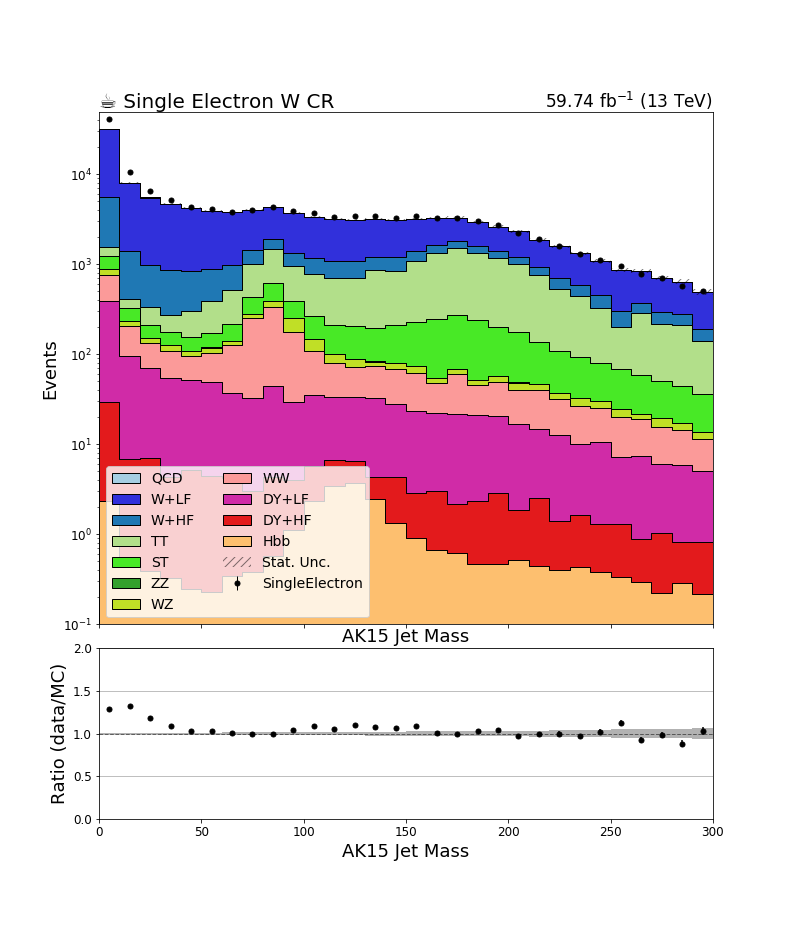 ☕ Single Electron W CR 59.74 fb⁻¹ (13 TeV)
Events
10⁴
10³
10²
10¹
10⁰
10⁻¹
QCD WW
W+LF DY+LF
W+HF DY+HF
TT Hbb
ST Stat. Unc.
ZZ SingleElectron
WZ
AK15 Jet Mass
Ratio (data/MC)
2.0
1.5
1.0
0.5
0.0
0 50 100 150 200 250 300
AK15 Jet Mass